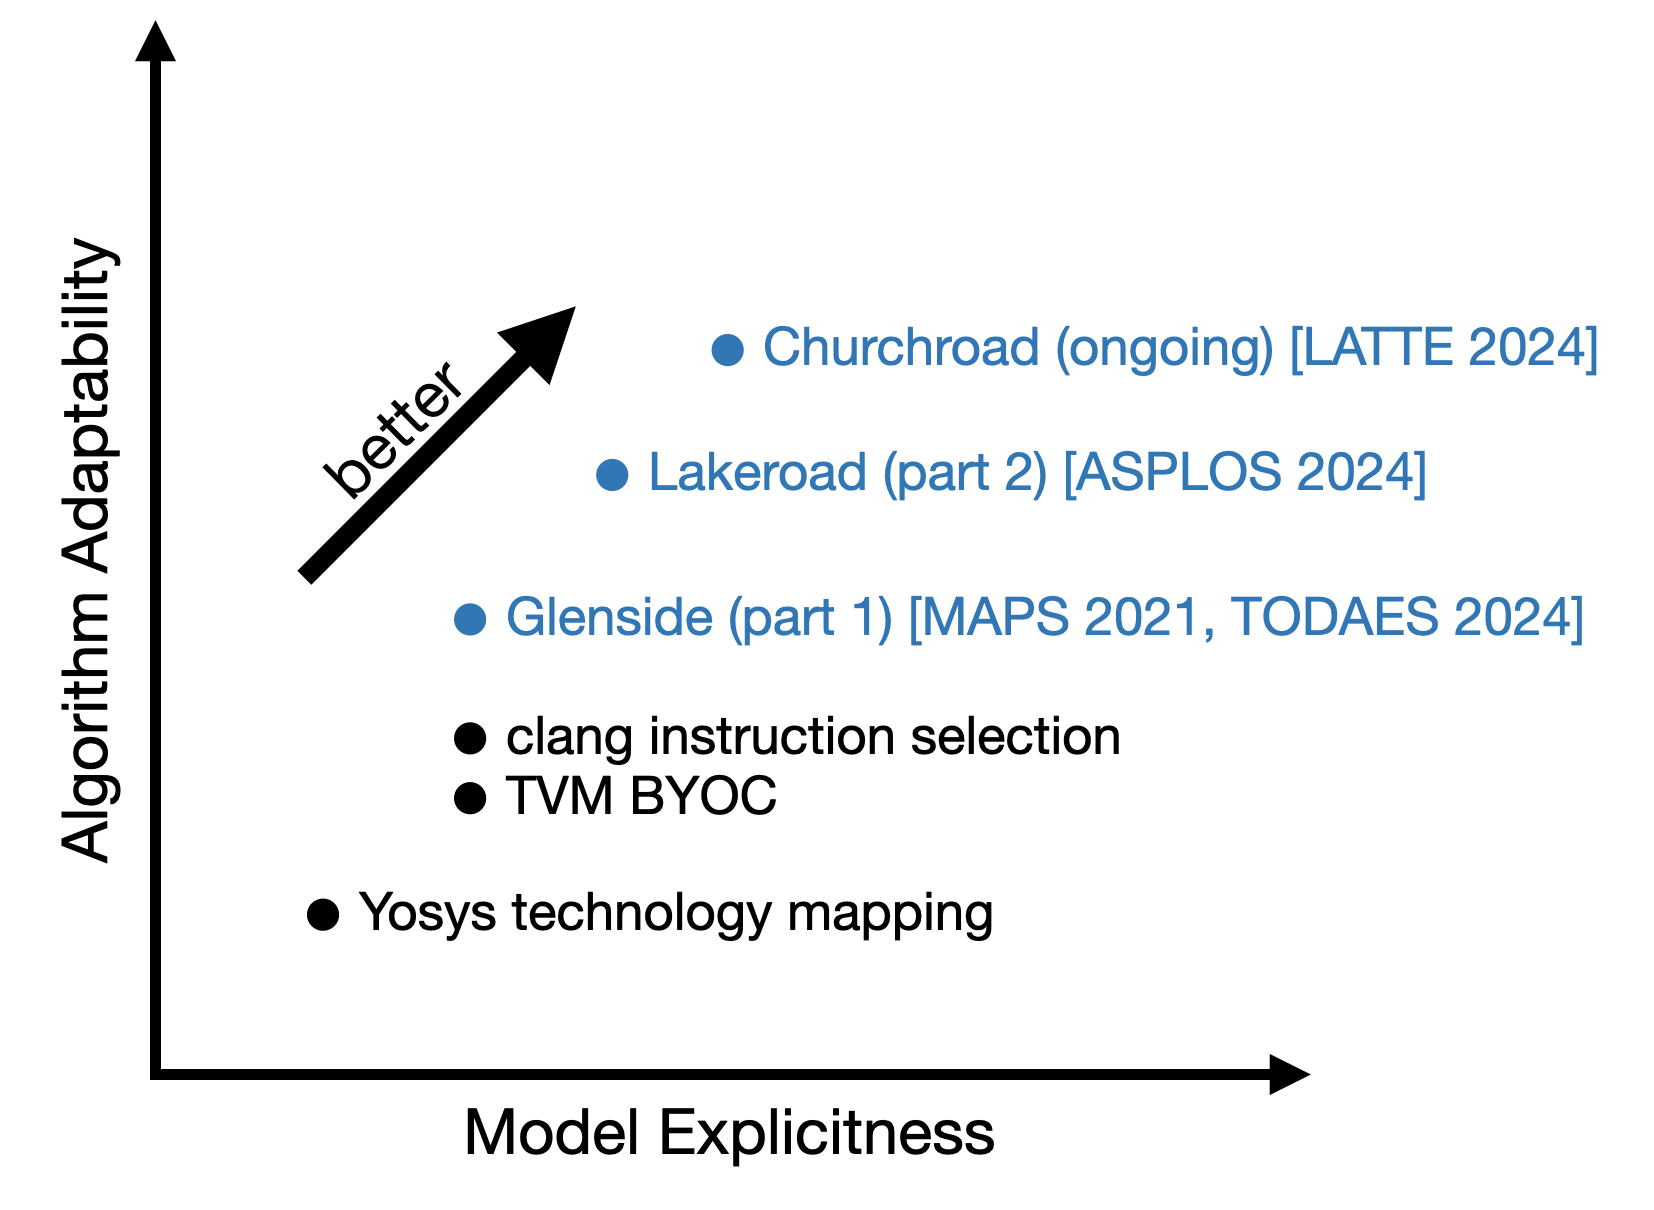 Algorithm Adaptability
better
Churchroad (ongoing) [LATTE 2024]
Lakeroad (part 2) [ASPLOS 2024]
Glenside (part 1) [MAPS 2021, TODAES 2024]
clang instruction selection
TVM BYOC
Yosys technology mapping
Model Explicitness